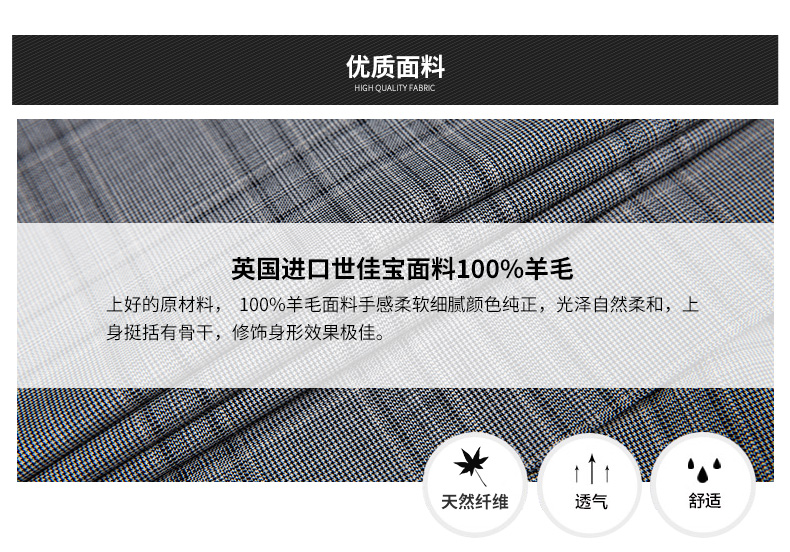 优质面料
HIGH QUALITY FABRIC
英国进口世佳宝面料100%羊毛
上好的原材料， 100%羊毛面料手感柔软细腻颜色纯正，光泽自然柔和，上
身挺括有骨干，修饰身形效果极佳。
天然纤维
透气
舒适